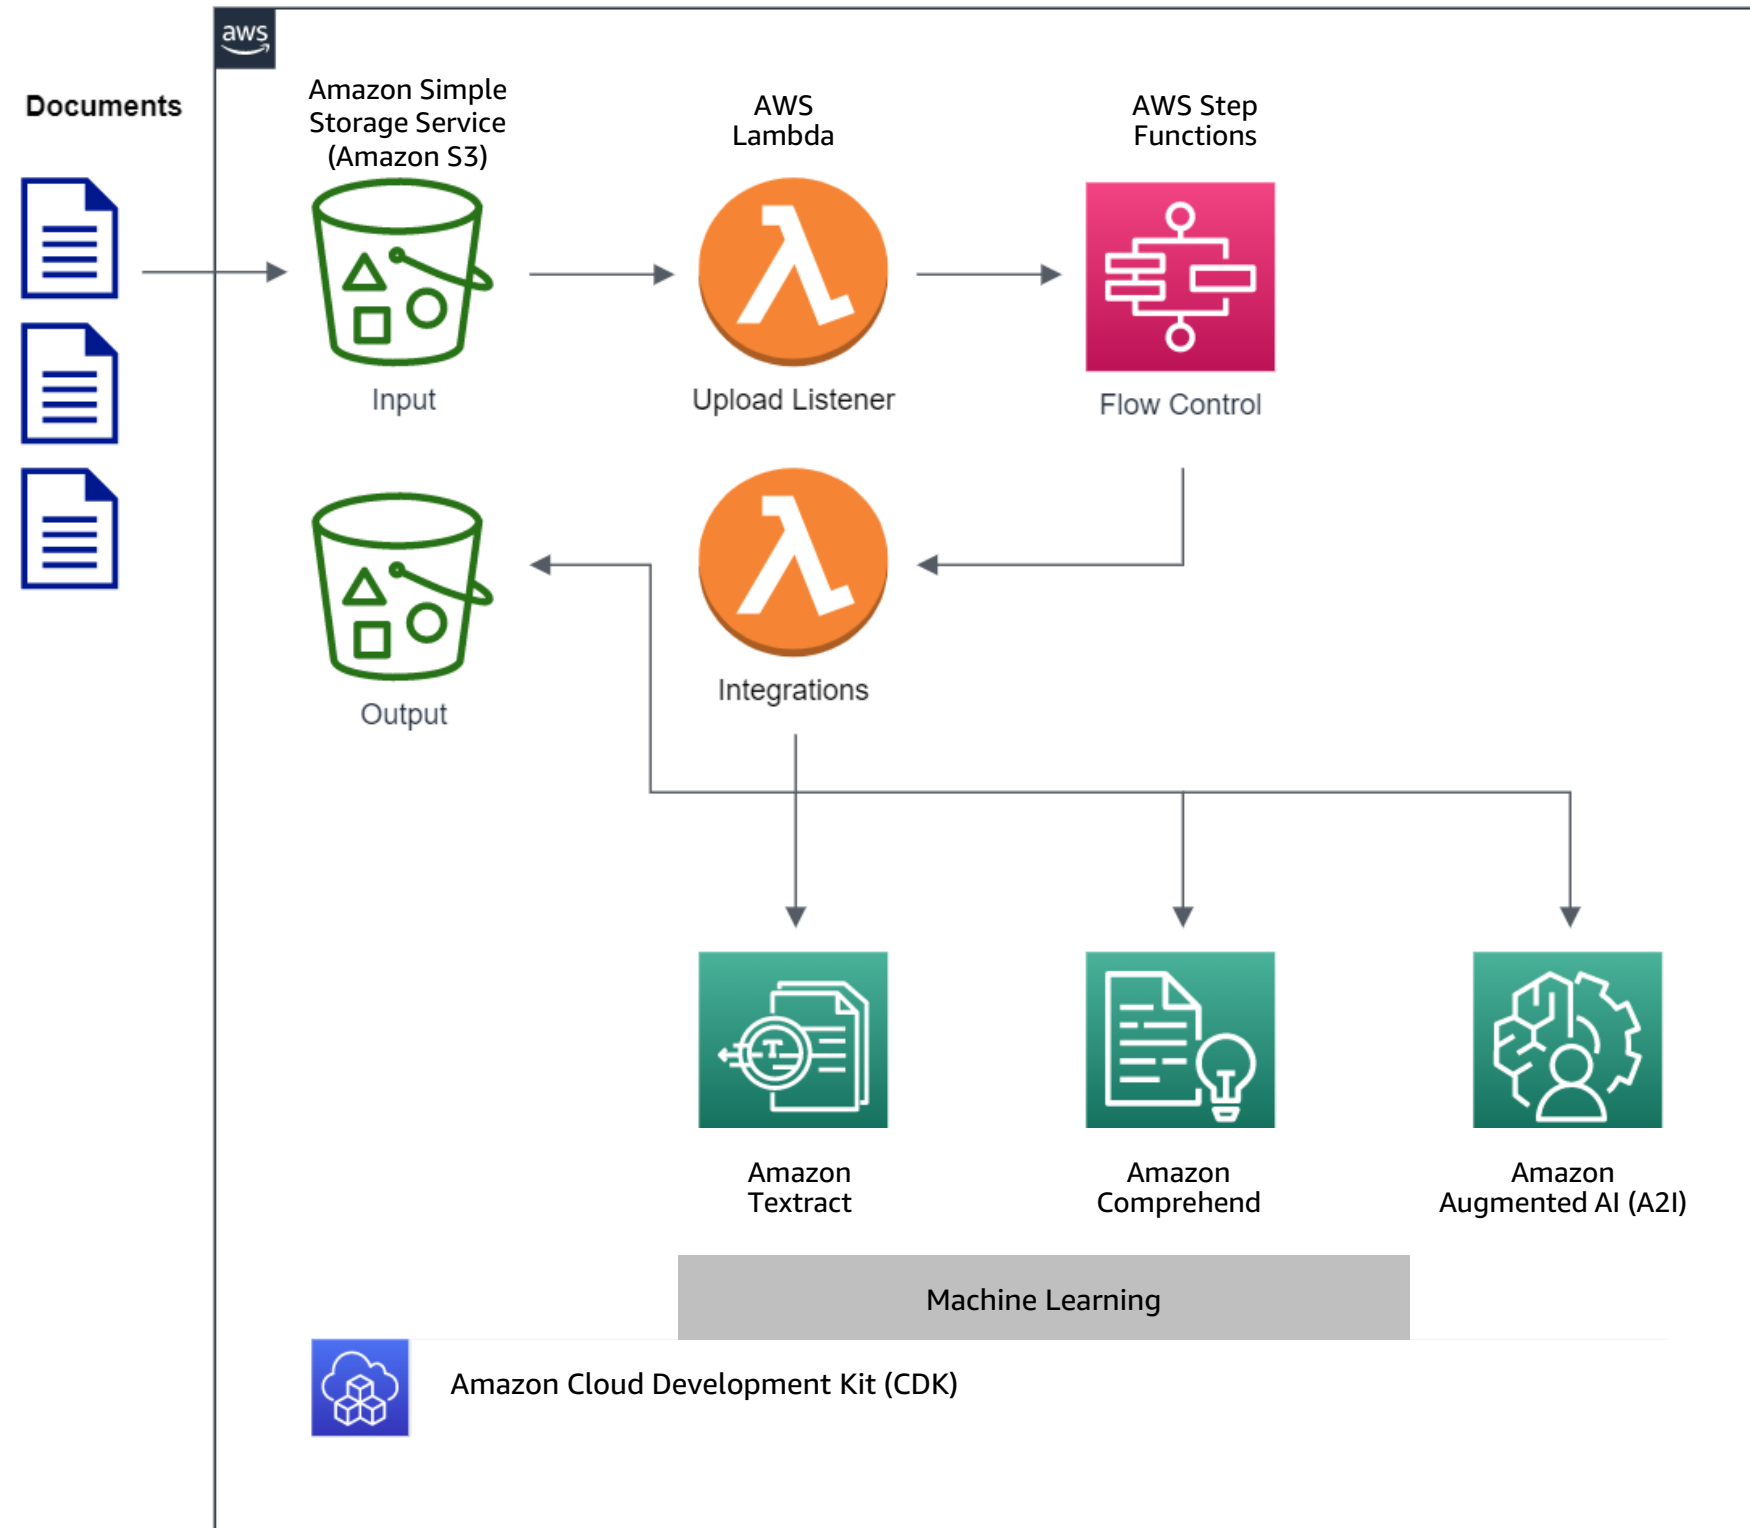 aws
Documents
Amazon Simple
Storage Service
(Amazon S3)
AWS
Lambda
AWS Step
Functions
Input
Upload Listener
Flow Control
Output
Integrations
Amazon
Textract
Amazon
Comprehend
Amazon
Augmented AI (A2I)
Machine Learning
Amazon Cloud Development Kit (CDK)